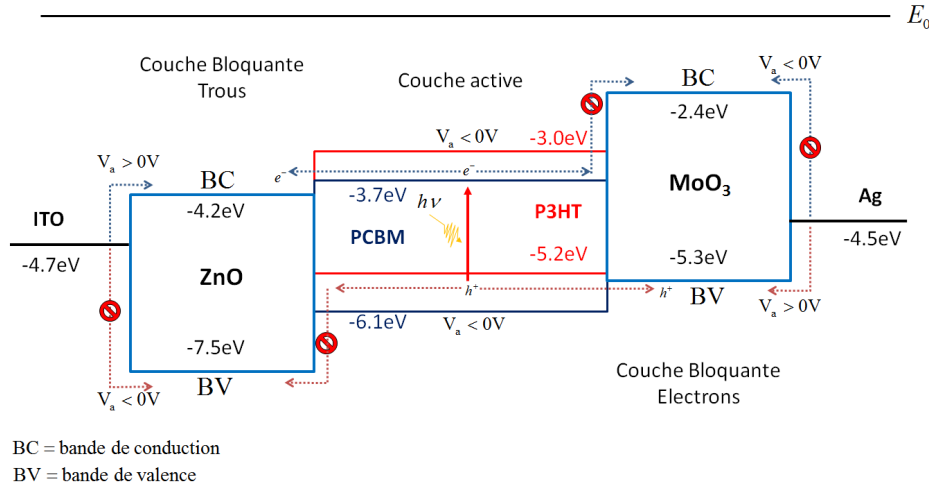 E₀
Couche Bloquante
Trous
Couche active
Vₐ < 0V
BC
-2.4eV
Vₐ < 0V
-3.0eV
Vₐ > 0V
e⁻
e⁻
BC
-4.2eV
-3.7eV
hν
MoO₃
P3HT
Ag
ITO
-4.7eV
PCBM
-5.2eV
-5.3eV
-4.5eV
ZnO
h⁺
h⁺
BV
Vₐ > 0V
-6.1eV
Vₐ < 0V
-7.5eV
BV
Vₐ < 0V
Couche Bloquante
Electrons
BC = bande de conduction
BV = bande de valence